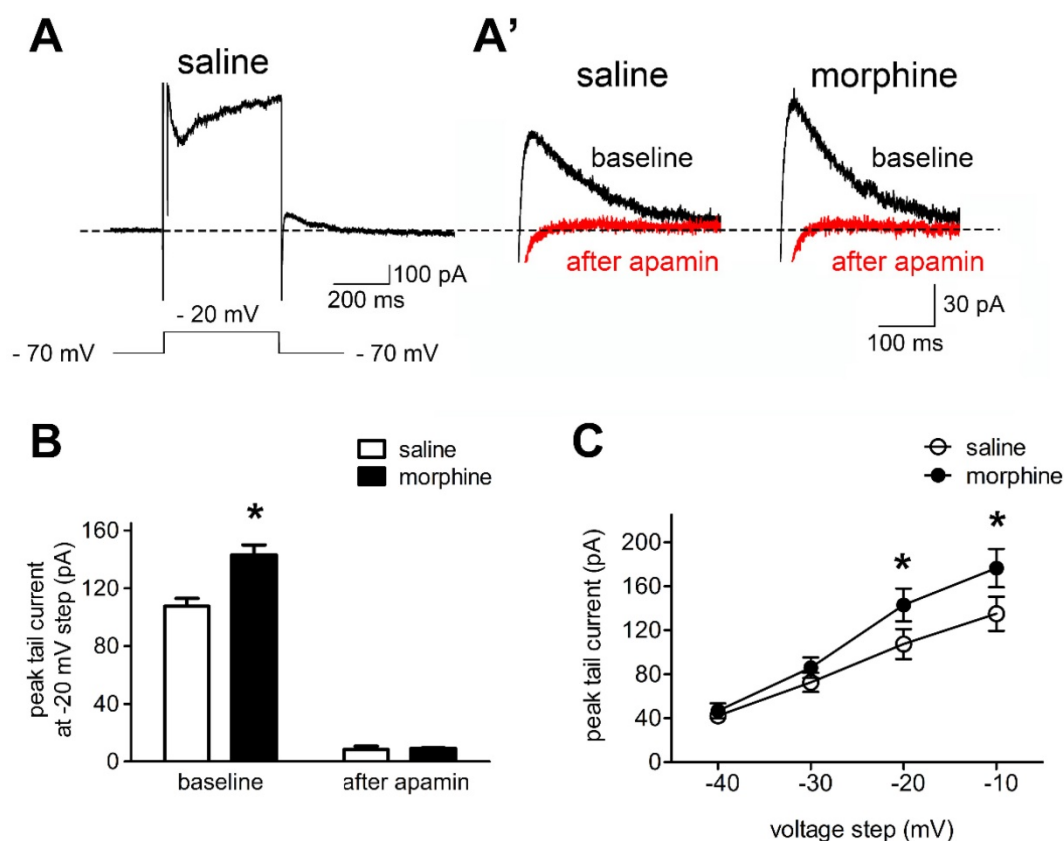 A
saline
100 pA
200 ms
- 20 mV
- 70 mV
- 70 mV
A'
saline
morphine
baseline
baseline
after apamin
after apamin
30 pA
100 ms
B
saline
morphine
*
peak tail current
at -20 mV step (pA)
160
120
80
40
0
baseline
after apamin
C
saline
morphine
*
*
peak tail current (pA)
200
160
120
80
40
0
-40
-30
-20
-10
voltage step (mV)